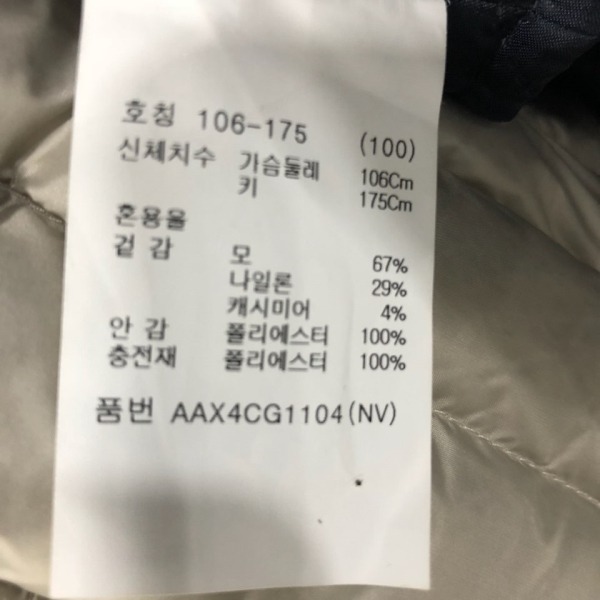 호칭 106-175 (100)
신체치수 가슴둘레 106Cm
키 175Cm
혼용율
겉 감 모 67%
나일론 29%
캐시미어 4%
안 감 폴리에스터 100%
충전재 폴리에스터 100%
품번 AAX4CG1104(NV)